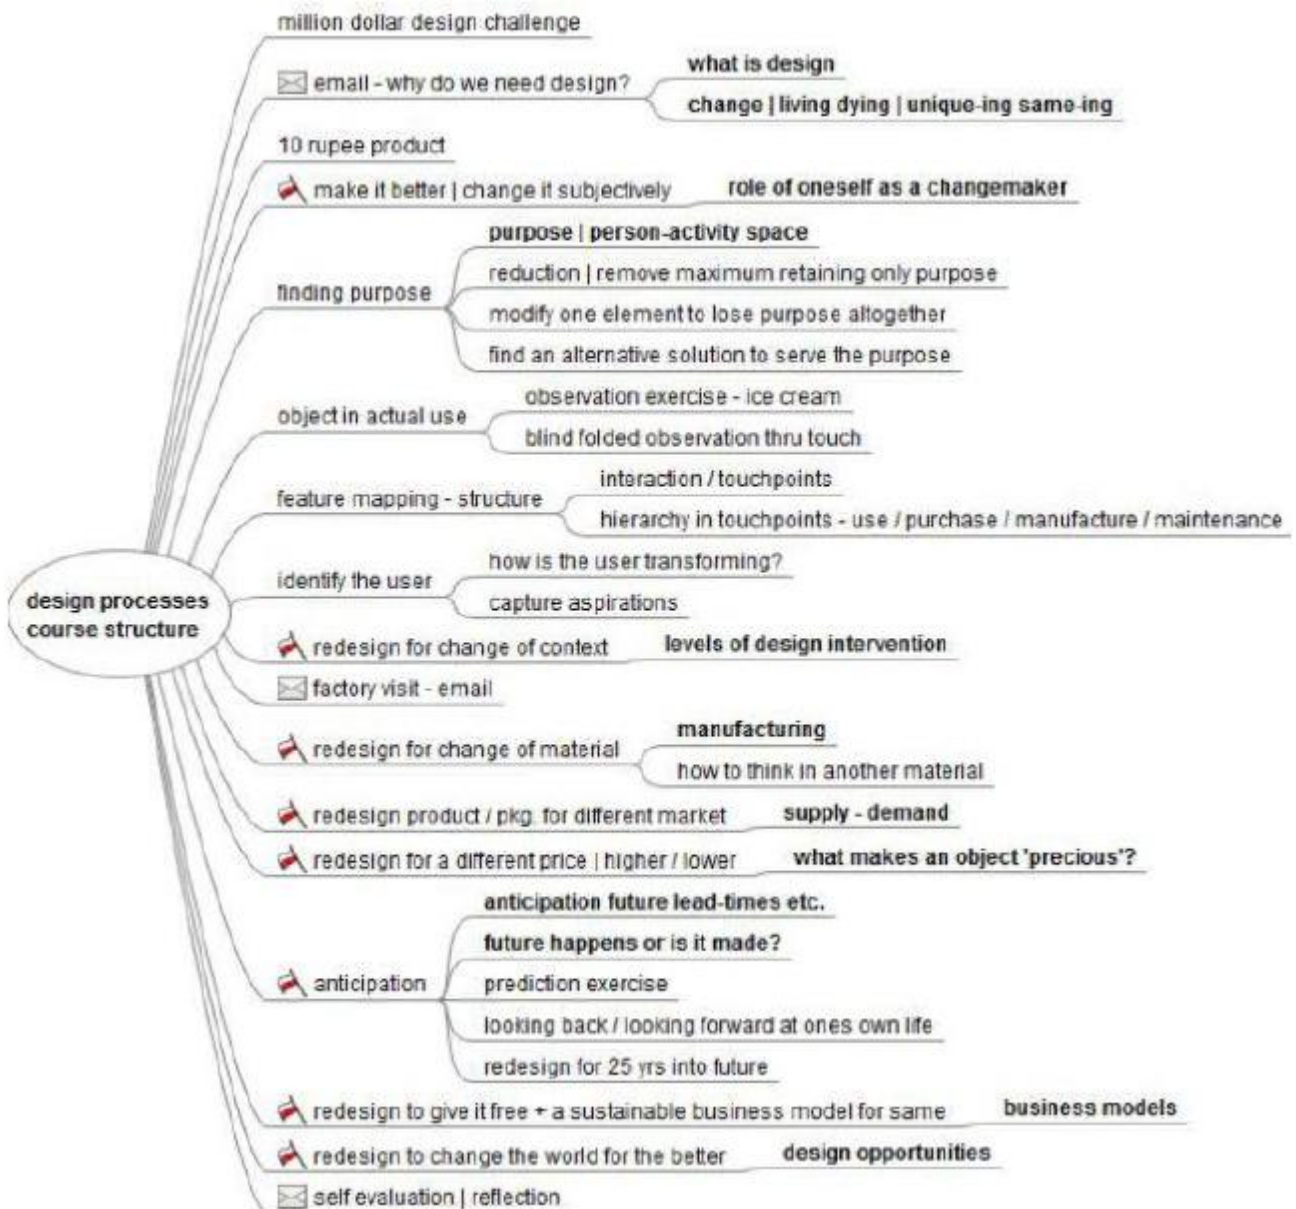 million dollar design challenge
email - why do we need design?
what is design
change | living dying | unique-ing same-ing
10 rupee product
make it better | change it subjectively
role of oneself as a changemaker
finding purpose
purpose | person-activity space
reduction | remove maximum retaining only purpose
modify one element to lose purpose altogether
find an alternative solution to serve the purpose
object in actual use
observation exercise - ice cream
blind folded observation thru touch
feature mapping - structure
interaction / touchpoints
hierarchy in touchpoints - use / purchase / manufacture / maintenance
design processes
course structure
identify the user
how is the user transforming?
capture aspirations
redesign for change of context
levels of design intervention
factory visit - email
redesign for change of material
manufacturing
how to think in another material
redesign product / pkg. for different market
supply - demand
redesign for a different price | higher / lower
what makes an object 'precious'?
anticipation
anticipation future lead-times etc.
future happens or is it made?
prediction exercise
looking back / looking forward at ones own life
redesign for 25 yrs into future
redesign to give it free + a sustainable business model for same
business models
redesign to change the world for the better
design opportunities
self evaluation | reflection